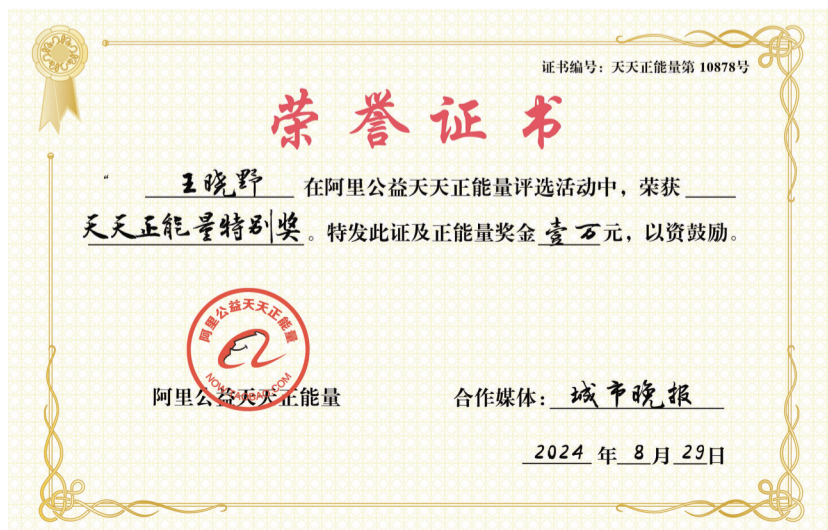 证书编号：天天正能量第 10878号
荣誉证书
“ 王晓野 在阿里公益天天正能量评选活动中，荣获
天天正能量特别奖。特发此证及正能量奖金壹万元，以资鼓励。
阿里公益天天正能量
阿里公益天天正能量
合作媒体：城市晚报
2024 年 8 月 29日